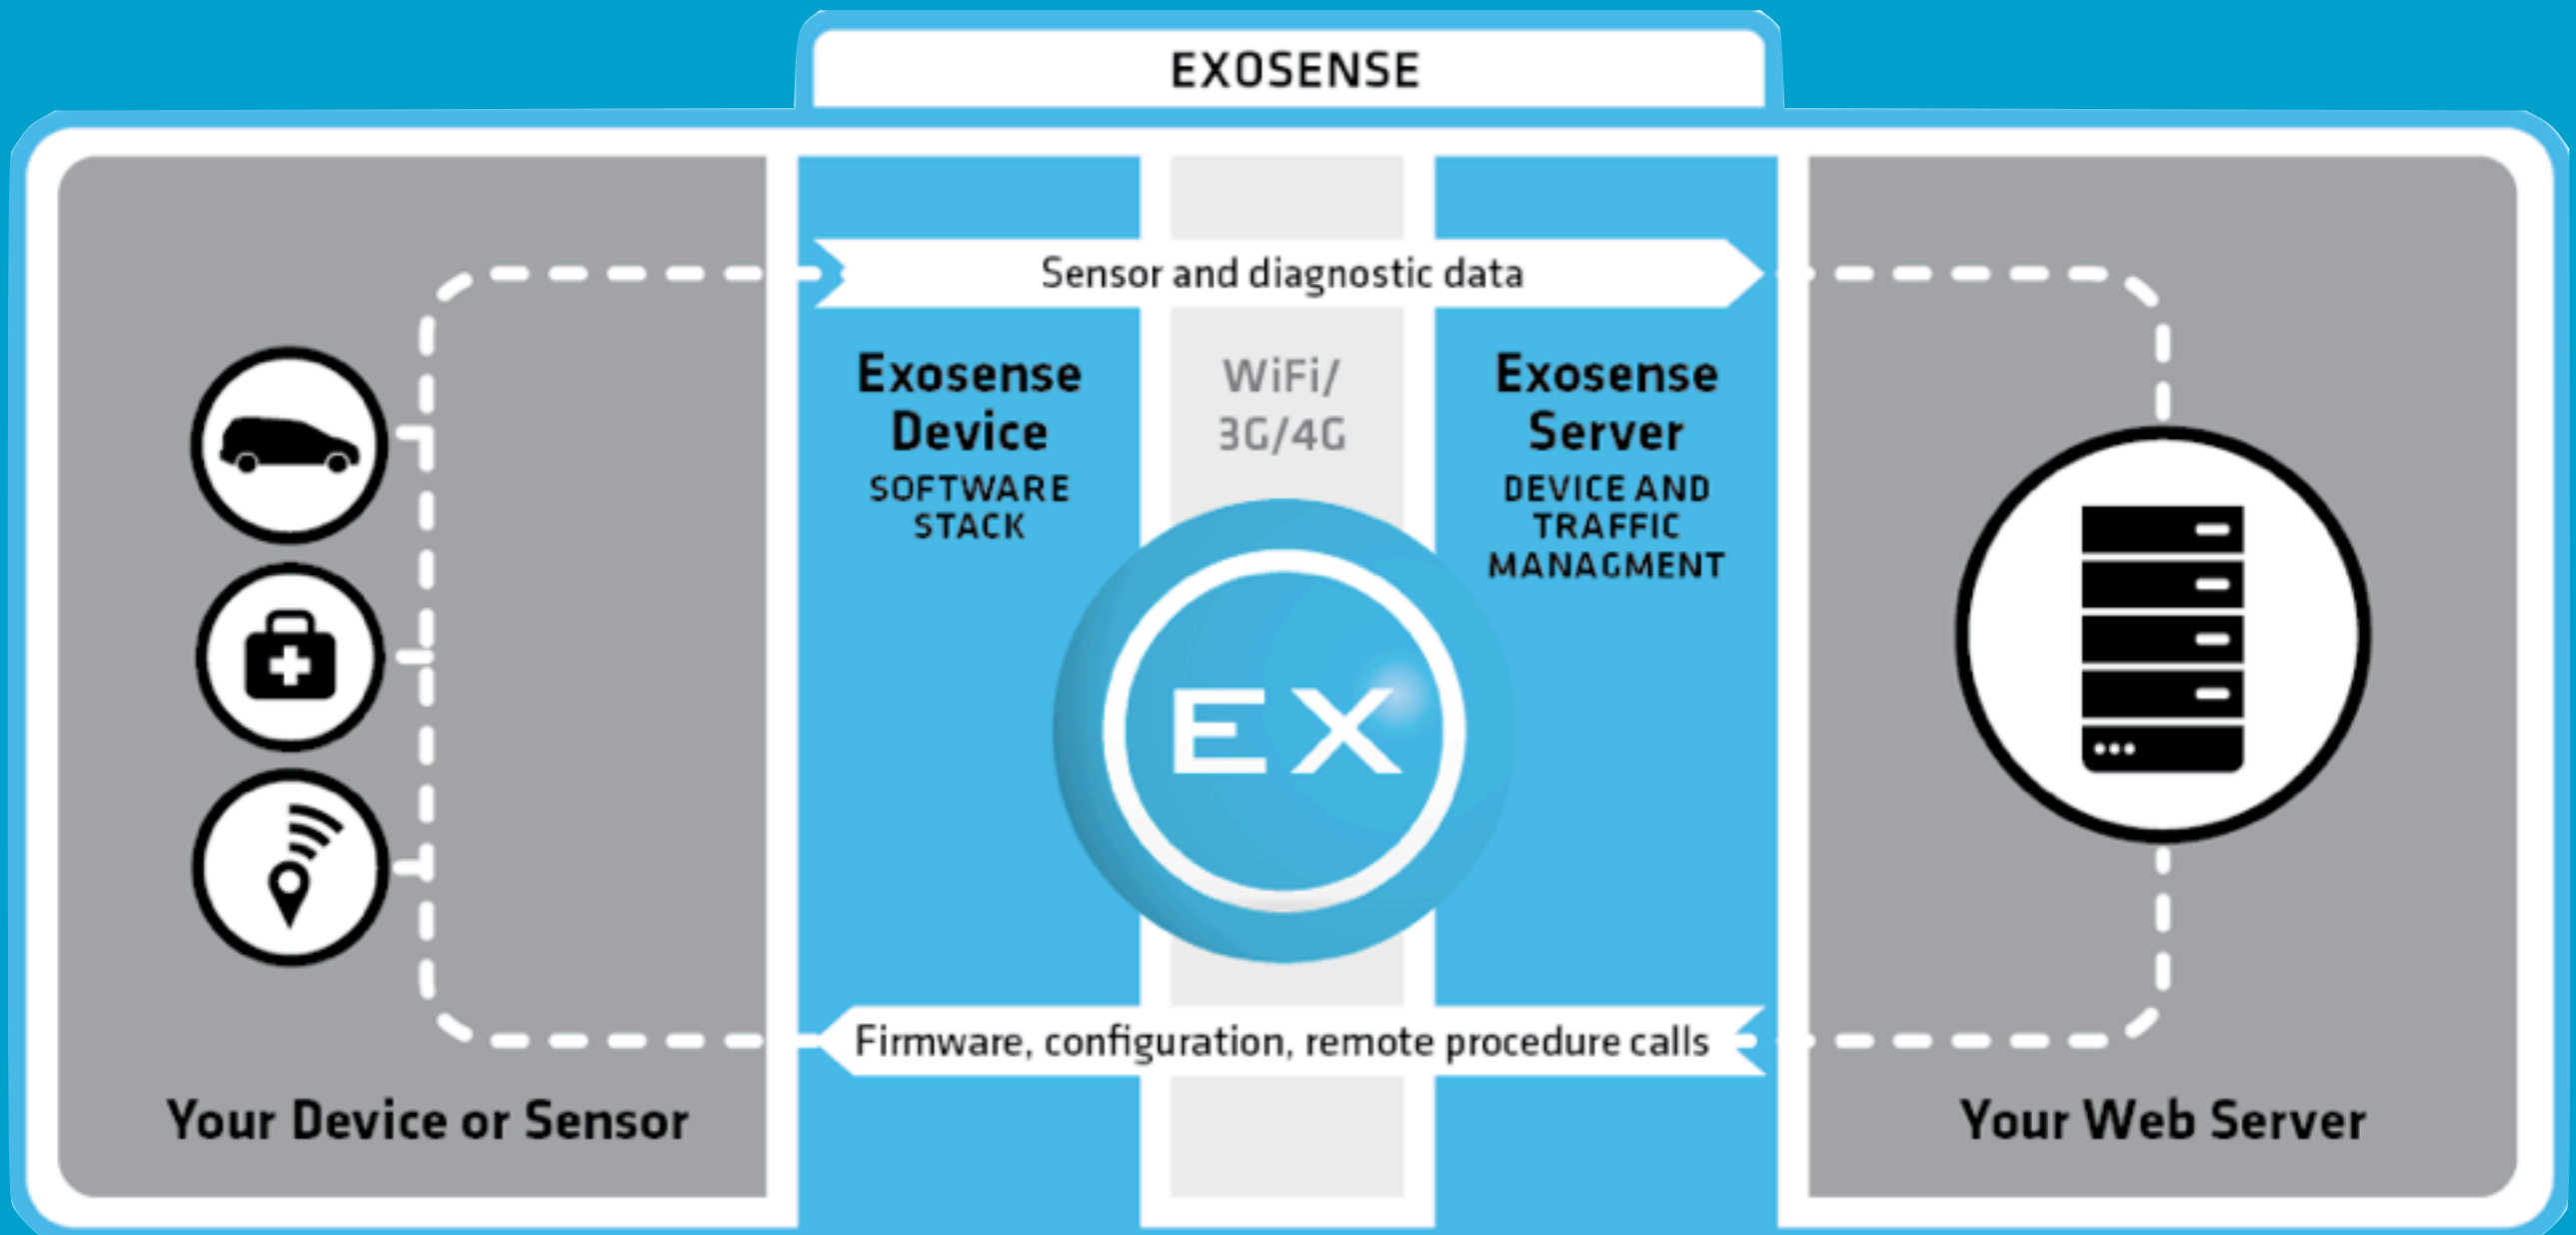 EXOSENSE
Sensor and diagnostic data
Exosense
Device
SOFTWARE
STACK
WiFi/
3G/4G
Exosense
Server
DEVICE AND
TRAFFIC
MANAGMENT
EX
Firmware, configuration, remote procedure calls
Your Device or Sensor
Your Web Server